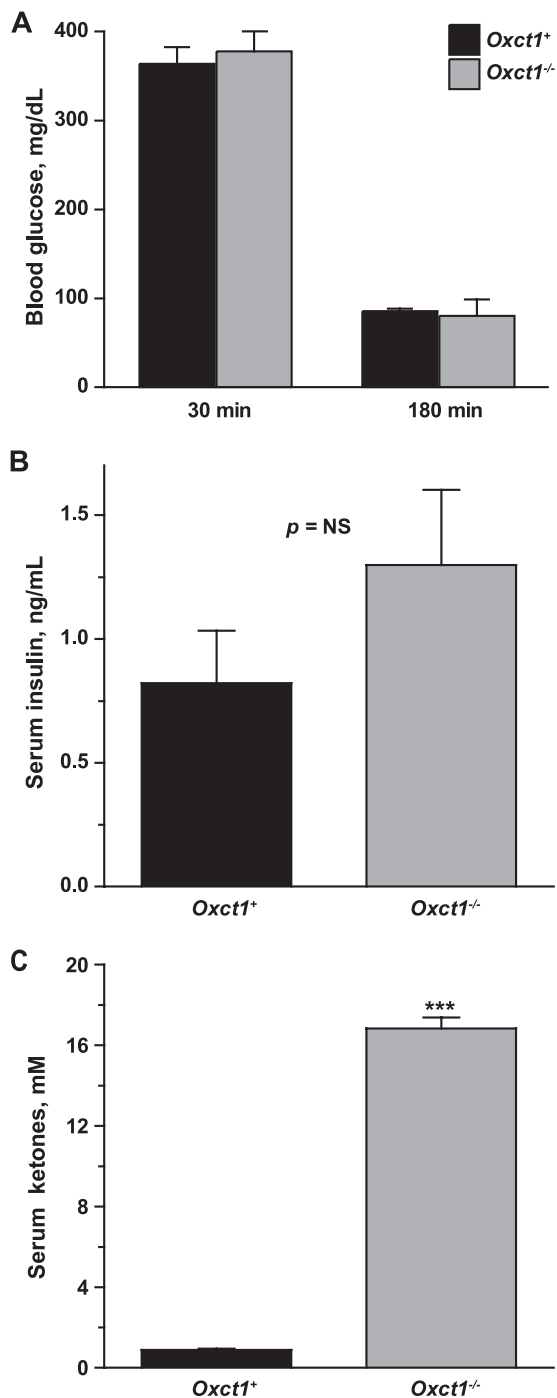 A
Blood glucose, mg/dL
400
300
200
100
0
Oxct1⁺
Oxct1⁻/⁻
30 min
180 min
B
Serum insulin, ng/mL
1.5
1.0
0.5
0.0
p = NS
Oxct1⁺
Oxct1⁻/⁻
C
Serum ketones, mM
20
16
12
8
4
0
***
Oxct1⁺
Oxct1⁻/⁻